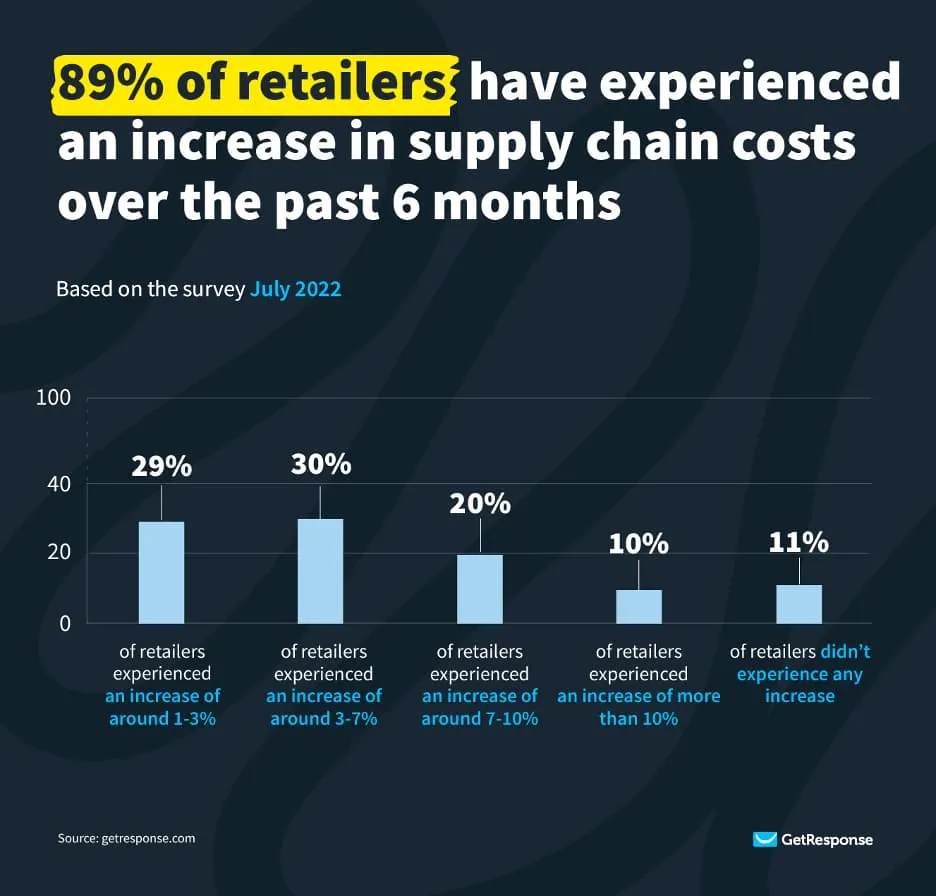 89% of retailers have experienced
an increase in supply chain costs
over the past 6 months
Based on the survey July 2022
100
40
20
0
29%
30%
20%
10%
11%
of retailers
experienced
an increase of
around 1-3%
of retailers
experienced
an increase of
around 3-7%
of retailers
experienced
an increase of
around 7-10%
of retailers
experienced
an increase of more
than 10%
of retailers didn't
experience any
increase
Source: getresponse.com
GetResponse